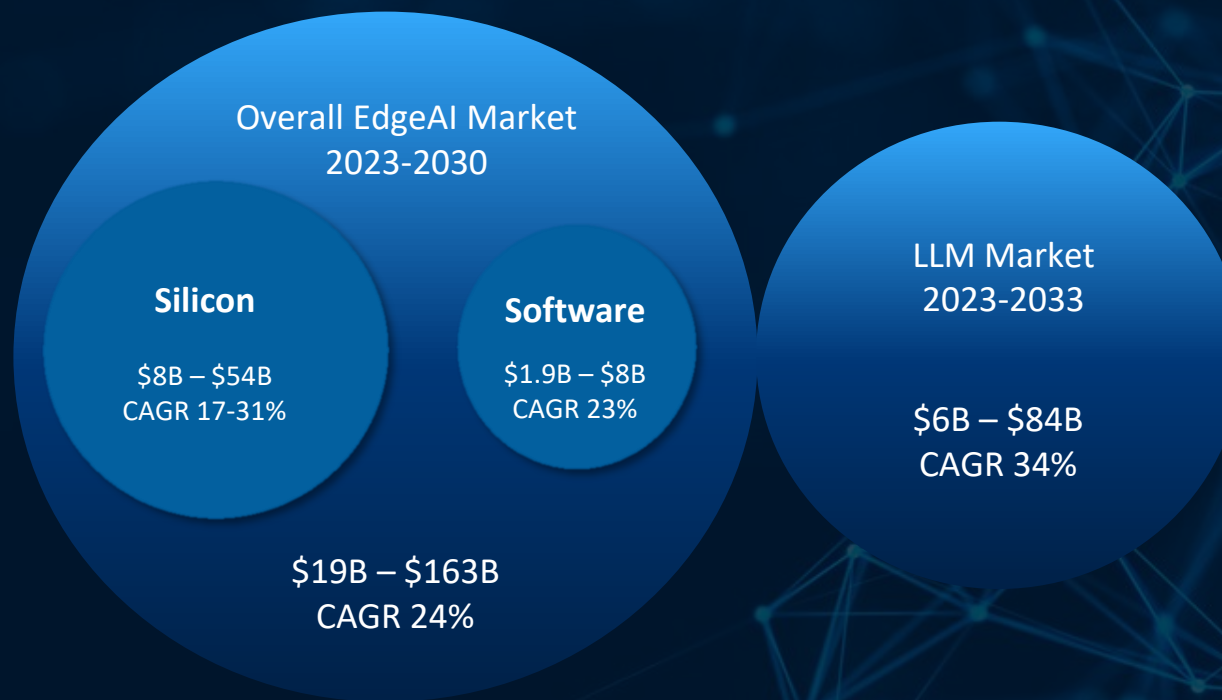 Overall EdgeAI Market
2023-2030
Silicon
$8B – $54B
CAGR 17-31%
Software
$1.9B – $8B
CAGR 23%
$19B – $163B
CAGR 24%
LLM Market
2023-2033
$6B – $84B
CAGR 34%